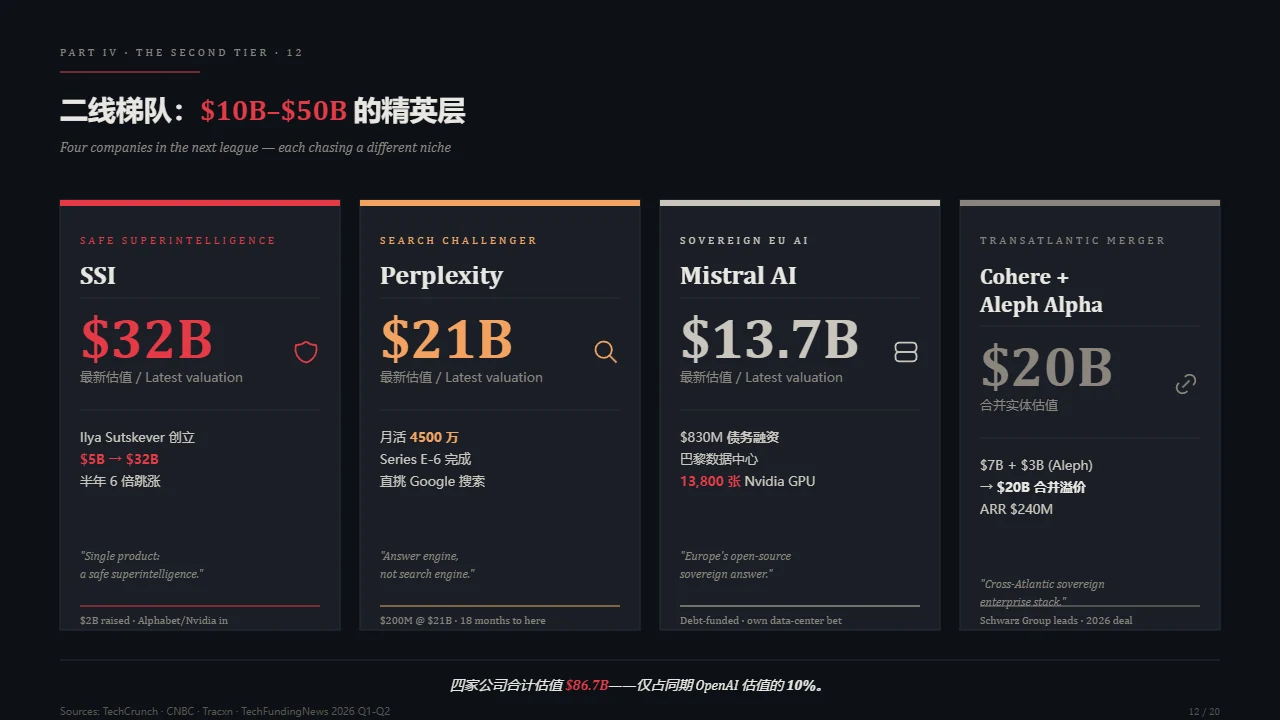 PART IV · THE SECOND TIER · 12
二线梯队：$10B–$50B 的精英层
Four companies in the next league — each chasing a different niche
SAFE SUPERINTELLIGENCE
SSI
$32B
最新估值 / Latest valuation
Ilya Sutskever 创立
$5B → $32B
半年 6 倍跳涨
"Single product:
a safe superintelligence."
$2B raised · Alphabet/Nvidia in
SEARCH CHALLENGER
Perplexity
$21B
最新估值 / Latest valuation
月活 4500 万
Series E-6 完成
直挑 Google 搜索
"Answer engine,
not search engine."
$200M @ $21B · 18 months to here
SOVEREIGN EU AI
Mistral AI
$13.7B
最新估值 / Latest valuation
$830M 债务融资
巴黎数据中心
13,800 张 Nvidia GPU
"Europe's open-source
sovereign answer."
Debt-funded · own data-center bet
TRANSATLANTIC MERGER
Cohere +
Aleph Alpha
$20B
合并实体估值
$7B + $3B (Aleph)
→ $20B 合并溢价
ARR $240M
"Cross-Atlantic sovereign
enterprise stack."
Schwarz Group leads · 2026 deal
四家公司合计估值 $86.7B——仅占同期 OpenAI 估值的 10%。
Sources: TechCrunch · CNBC · Tracxn · TechFundingNews 2026 Q1-Q2
12 / 20